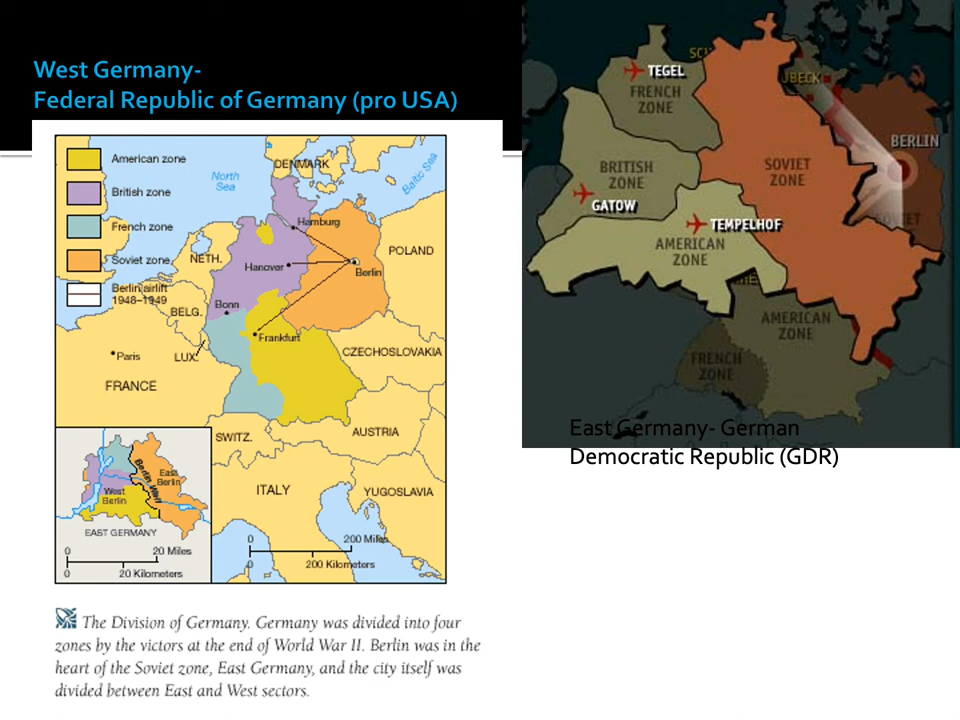 West Germany-
Federal Republic of Germany (pro USA)
American zone
British zone
French zone
Soviet zone
Berlin airlift
1948–1949
North
Sea
DENMARK
Baltic Sea
Hamburg
NETH.
POLAND
Hanover
Berlin
Bonn
BELG.
Frankfurt
Paris
LUX.
CZECHOSLOVAKIA
FRANCE
SWITZ.
AUSTRIA
ITALY
YUGOSLAVIA
0
200 Miles
0
200 Kilometers
Berlin Wall
East
Berlin
West
Berlin
EAST GERMANY
0
20 Miles
0
20 Kilometers
The Division of Germany. Germany was divided into four
zones by the victors at the end of World War II. Berlin was in the
heart of the Soviet zone, East Germany, and the city itself was
divided between East and West sectors.
TEGEL
FRENCH
ZONE
BERLIN
BRITISH
ZONE
SOVIET
ZONE
GATOW
TEMPELHOF
AMERICAN
ZONE
AMERICAN
ZONE
FRENCH
ZONE
East Germany- German
Democratic Republic (GDR)